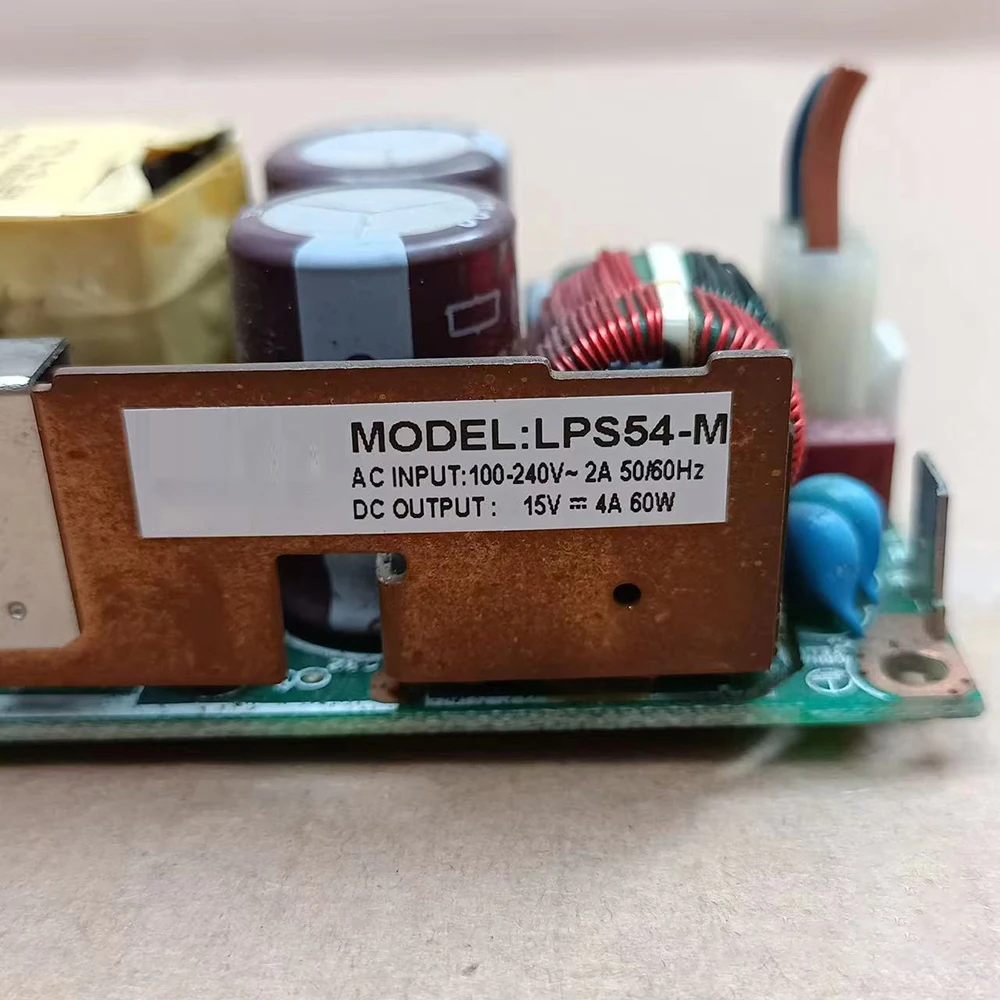 MODEL:LPS54-M
AC INPUT:100-240V~ 2A 50/60Hz
DC OUTPUT: 15V ⎓ 4A 60W